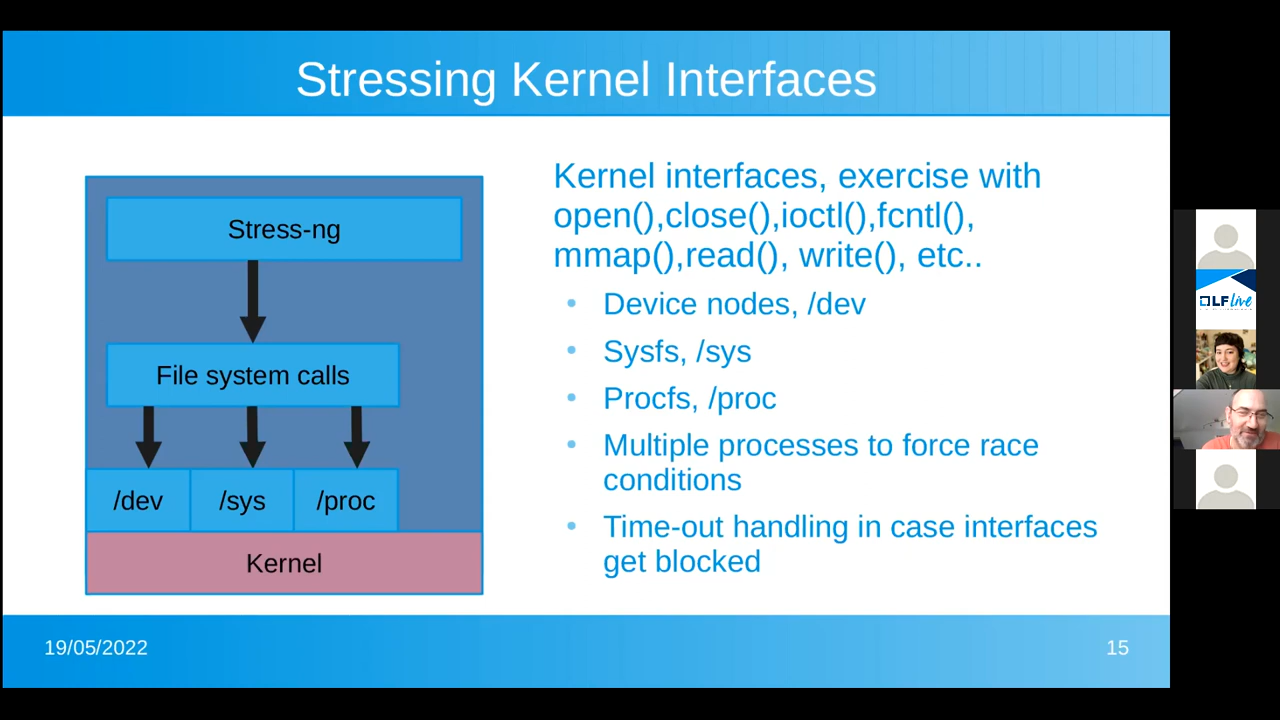 Stressing Kernel Interfaces
Stress-ng
File system calls
/dev
/sys
/proc
Kernel
Kernel interfaces, exercise with
open(),close(),ioctl(),fcntl(),
mmap(),read(), write(), etc..
• Device nodes, /dev
• Sysfs, /sys
• Procfs, /proc
• Multiple processes to force race
conditions
• Time-out handling in case interfaces
get blocked
LF Live
19/05/2022
15